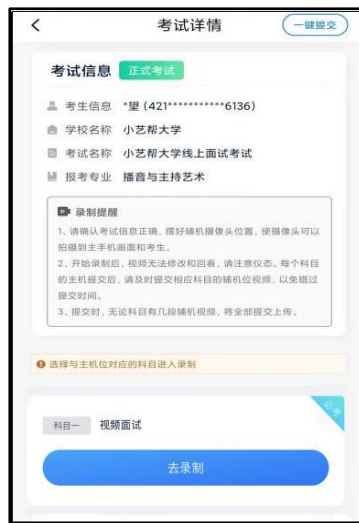 考试详情
一键提交
考试信息 正式考试
考生信息 *望 (421***********6136)
学校名称 小艺帮大学
考试名称 小艺帮大学线上面试考试
报考专业 播音与主持艺术
录制提醒
1、请确认考试信息正确，摆好辅机摄像头位置，使摄像头可以
拍摄到主手机画面和考生。
2、开始录制后，视频无法修改和回看，请注意仪态。每个科目
的主机提交后，请及时提交相应科目的辅机位视频，以免错过
提交时间。
3、提交时，无论科目有几段辅机视频，将全部提交上传。
选择与主机位对应的科目进入录制
科目一 视频面试
去录制